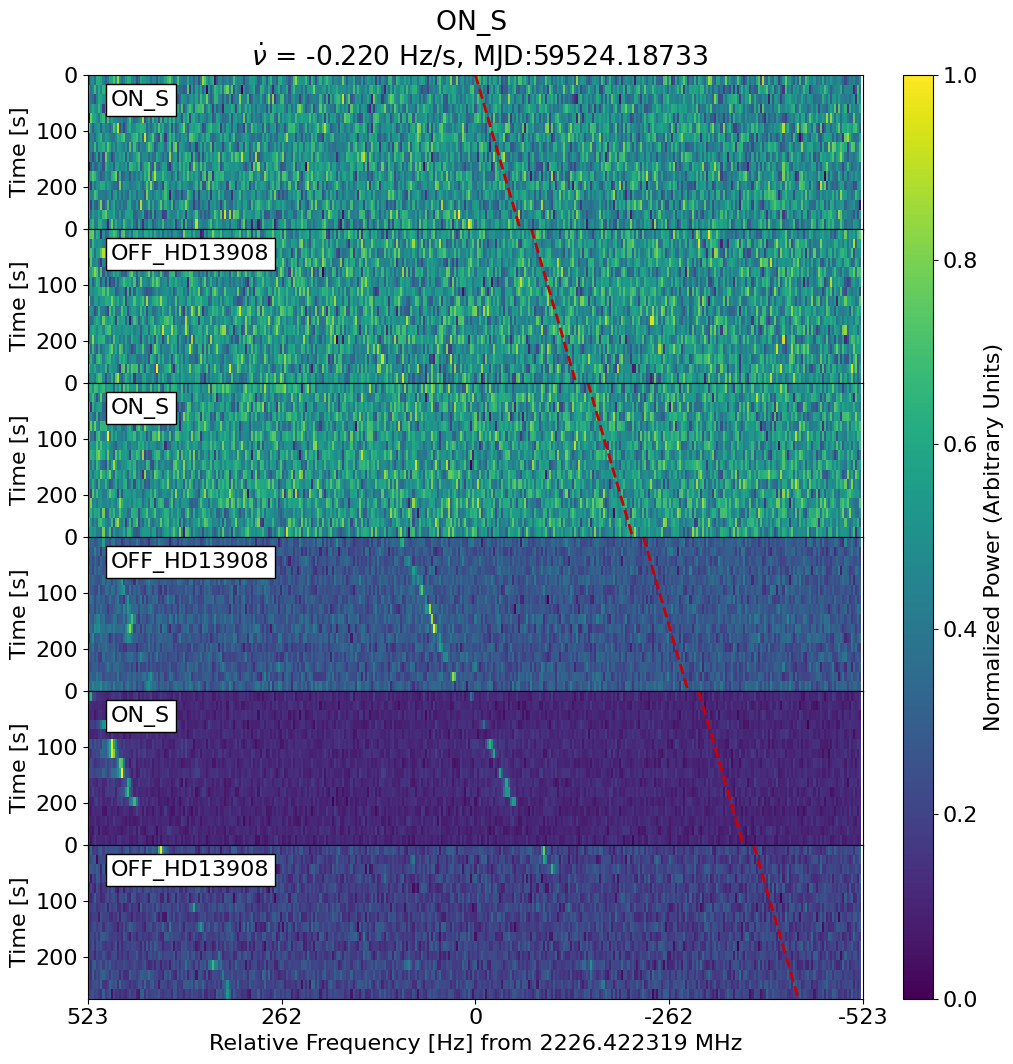 ON_S
ν̇ = -0.220 Hz/s, MJD:59524.18733
0
100
200
Time [s]
ON_S
0
100
200
Time [s]
OFF_HD13908
0
100
200
Time [s]
ON_S
0
100
200
Time [s]
OFF_HD13908
0
100
200
Time [s]
ON_S
0
100
200
Time [s]
OFF_HD13908
523 262 0 -262 -523
Relative Frequency [Hz] from 2226.422319 MHz
1.0
0.8
0.6
0.4
0.2
0.0
Normalized Power (Arbitrary Units)